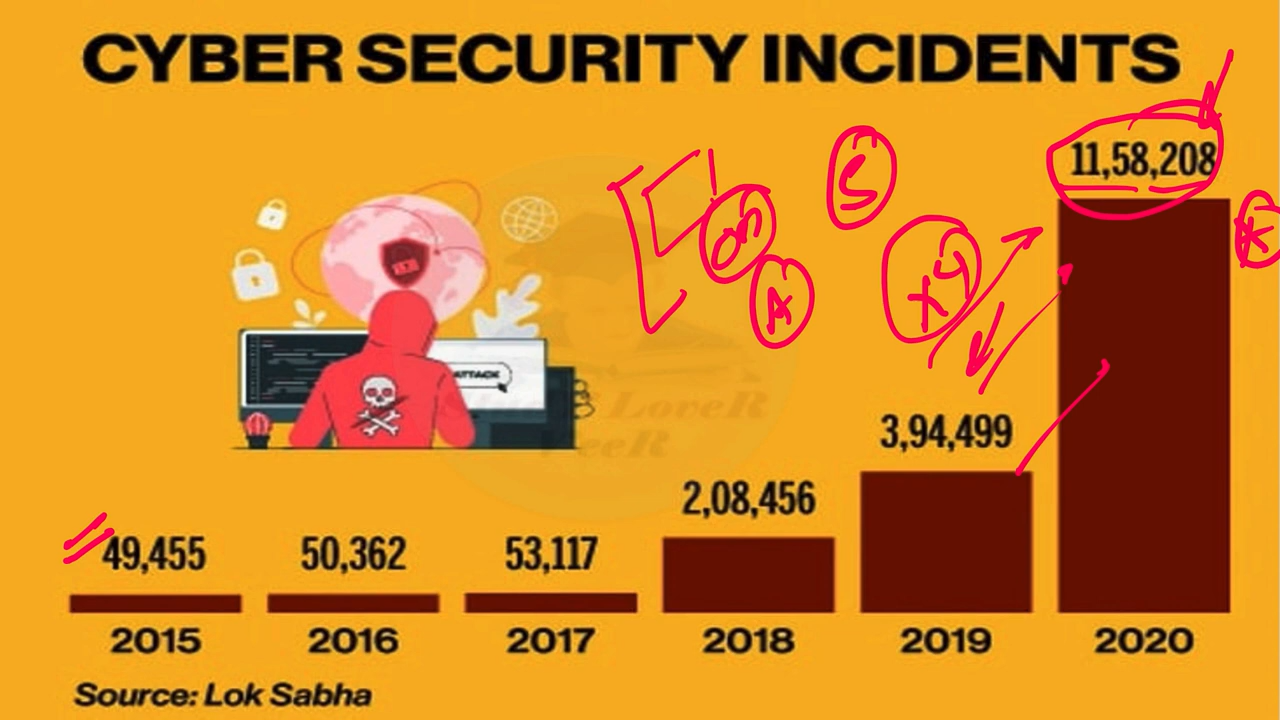 CYBER SECURITY INCIDENTS
11,58,208
S
A
K
ATTACK
3,94,499
2,08,456
49,455
50,362
53,117
2015
2016
2017
2018
2019
2020
Source: Lok Sabha